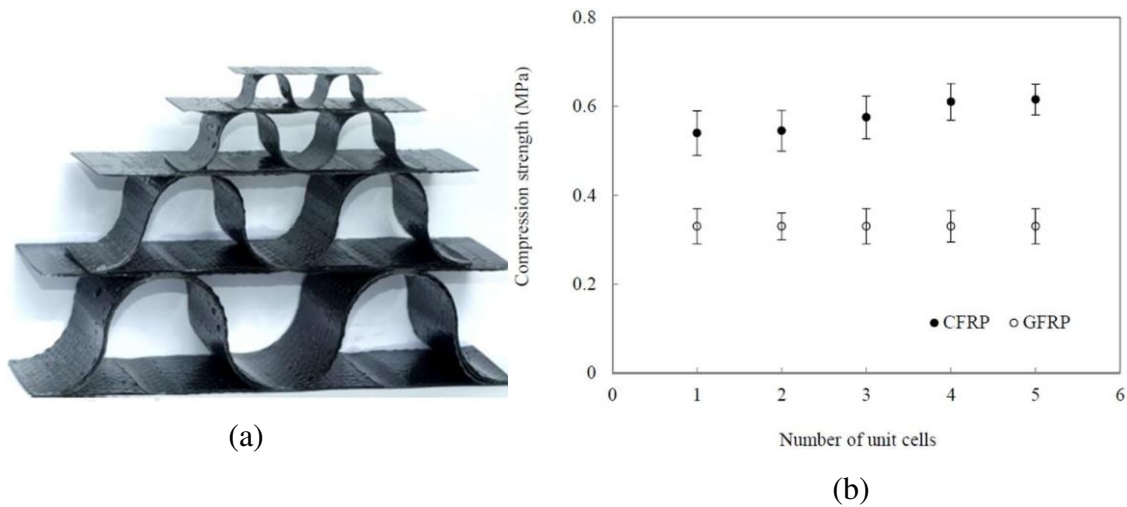 0.8
0.6
0.4
0.2
0
Compression strength (MPa)
CFRP GFRP
0 1 2 3 4 5 6
Number of unit cells
(a)
(b)